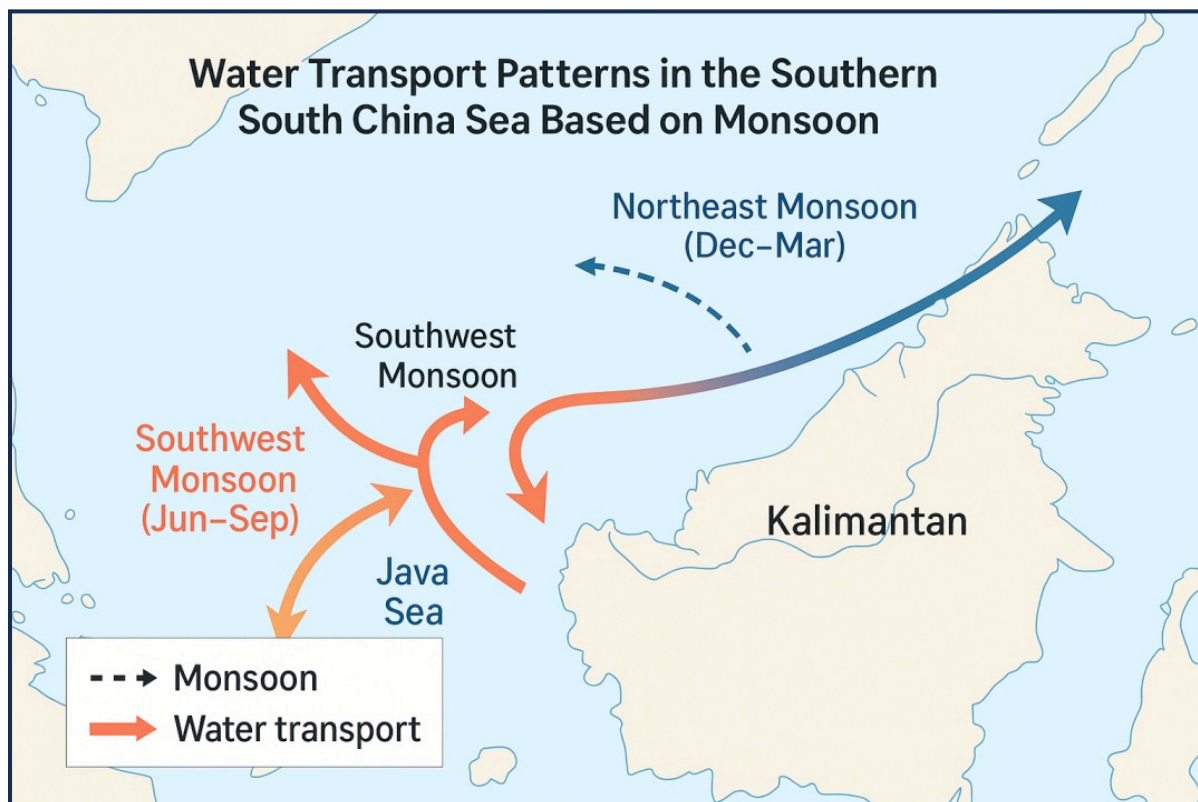 Water Transport Patterns in the Southern
South China Sea Based on Monsoon
Northeast Monsoon
(Dec–Mar)
Southwest
Monsoon
Southwest
Monsoon
(Jun–Sep)
Kalimantan
Java
Sea
Monsoon
Water transport